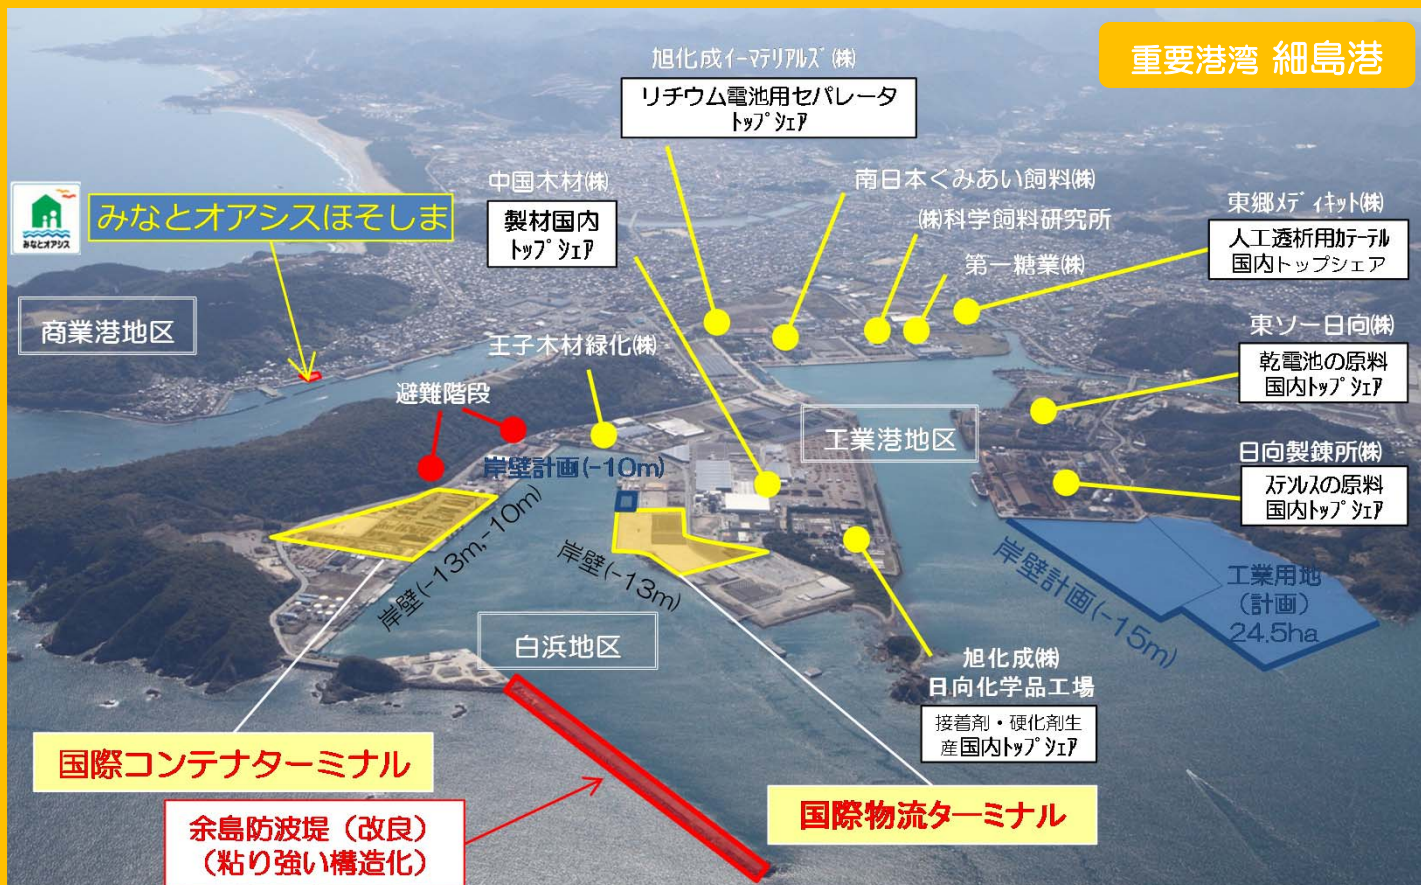 重要港湾 細島港
旭化成イーマテリアルズ(株)
リチウム電池用セパレータ
トップシェア
中国木材(株)
製材国内
トップシェア
南日本くみあい飼料(株)
(株)科学飼料研究所
第一糖業(株)
東郷メディキット(株)
人工透析用カテーテル
国内トップシェア
みなとオアシス
みなとオアシスほそしま
商業港地区
王子木材緑化(株)
避難階段
東ソー日向(株)
乾電池の原料
国内トップシェア
工業港地区
日向製錬所(株)
ステンレスの原料
国内トップシェア
岸壁計画(-10m)
岸壁(-13m,-10m)
岸壁(-13m)
岸壁計画(-15m)
工業用地
(計画)
24.5ha
白浜地区
旭化成(株)
日向化学品工場
接着剤・硬化剤生
産国内トップシェア
国際コンテナターミナル
国際物流ターミナル
余島防波堤（改良）
（粘り強い構造化）